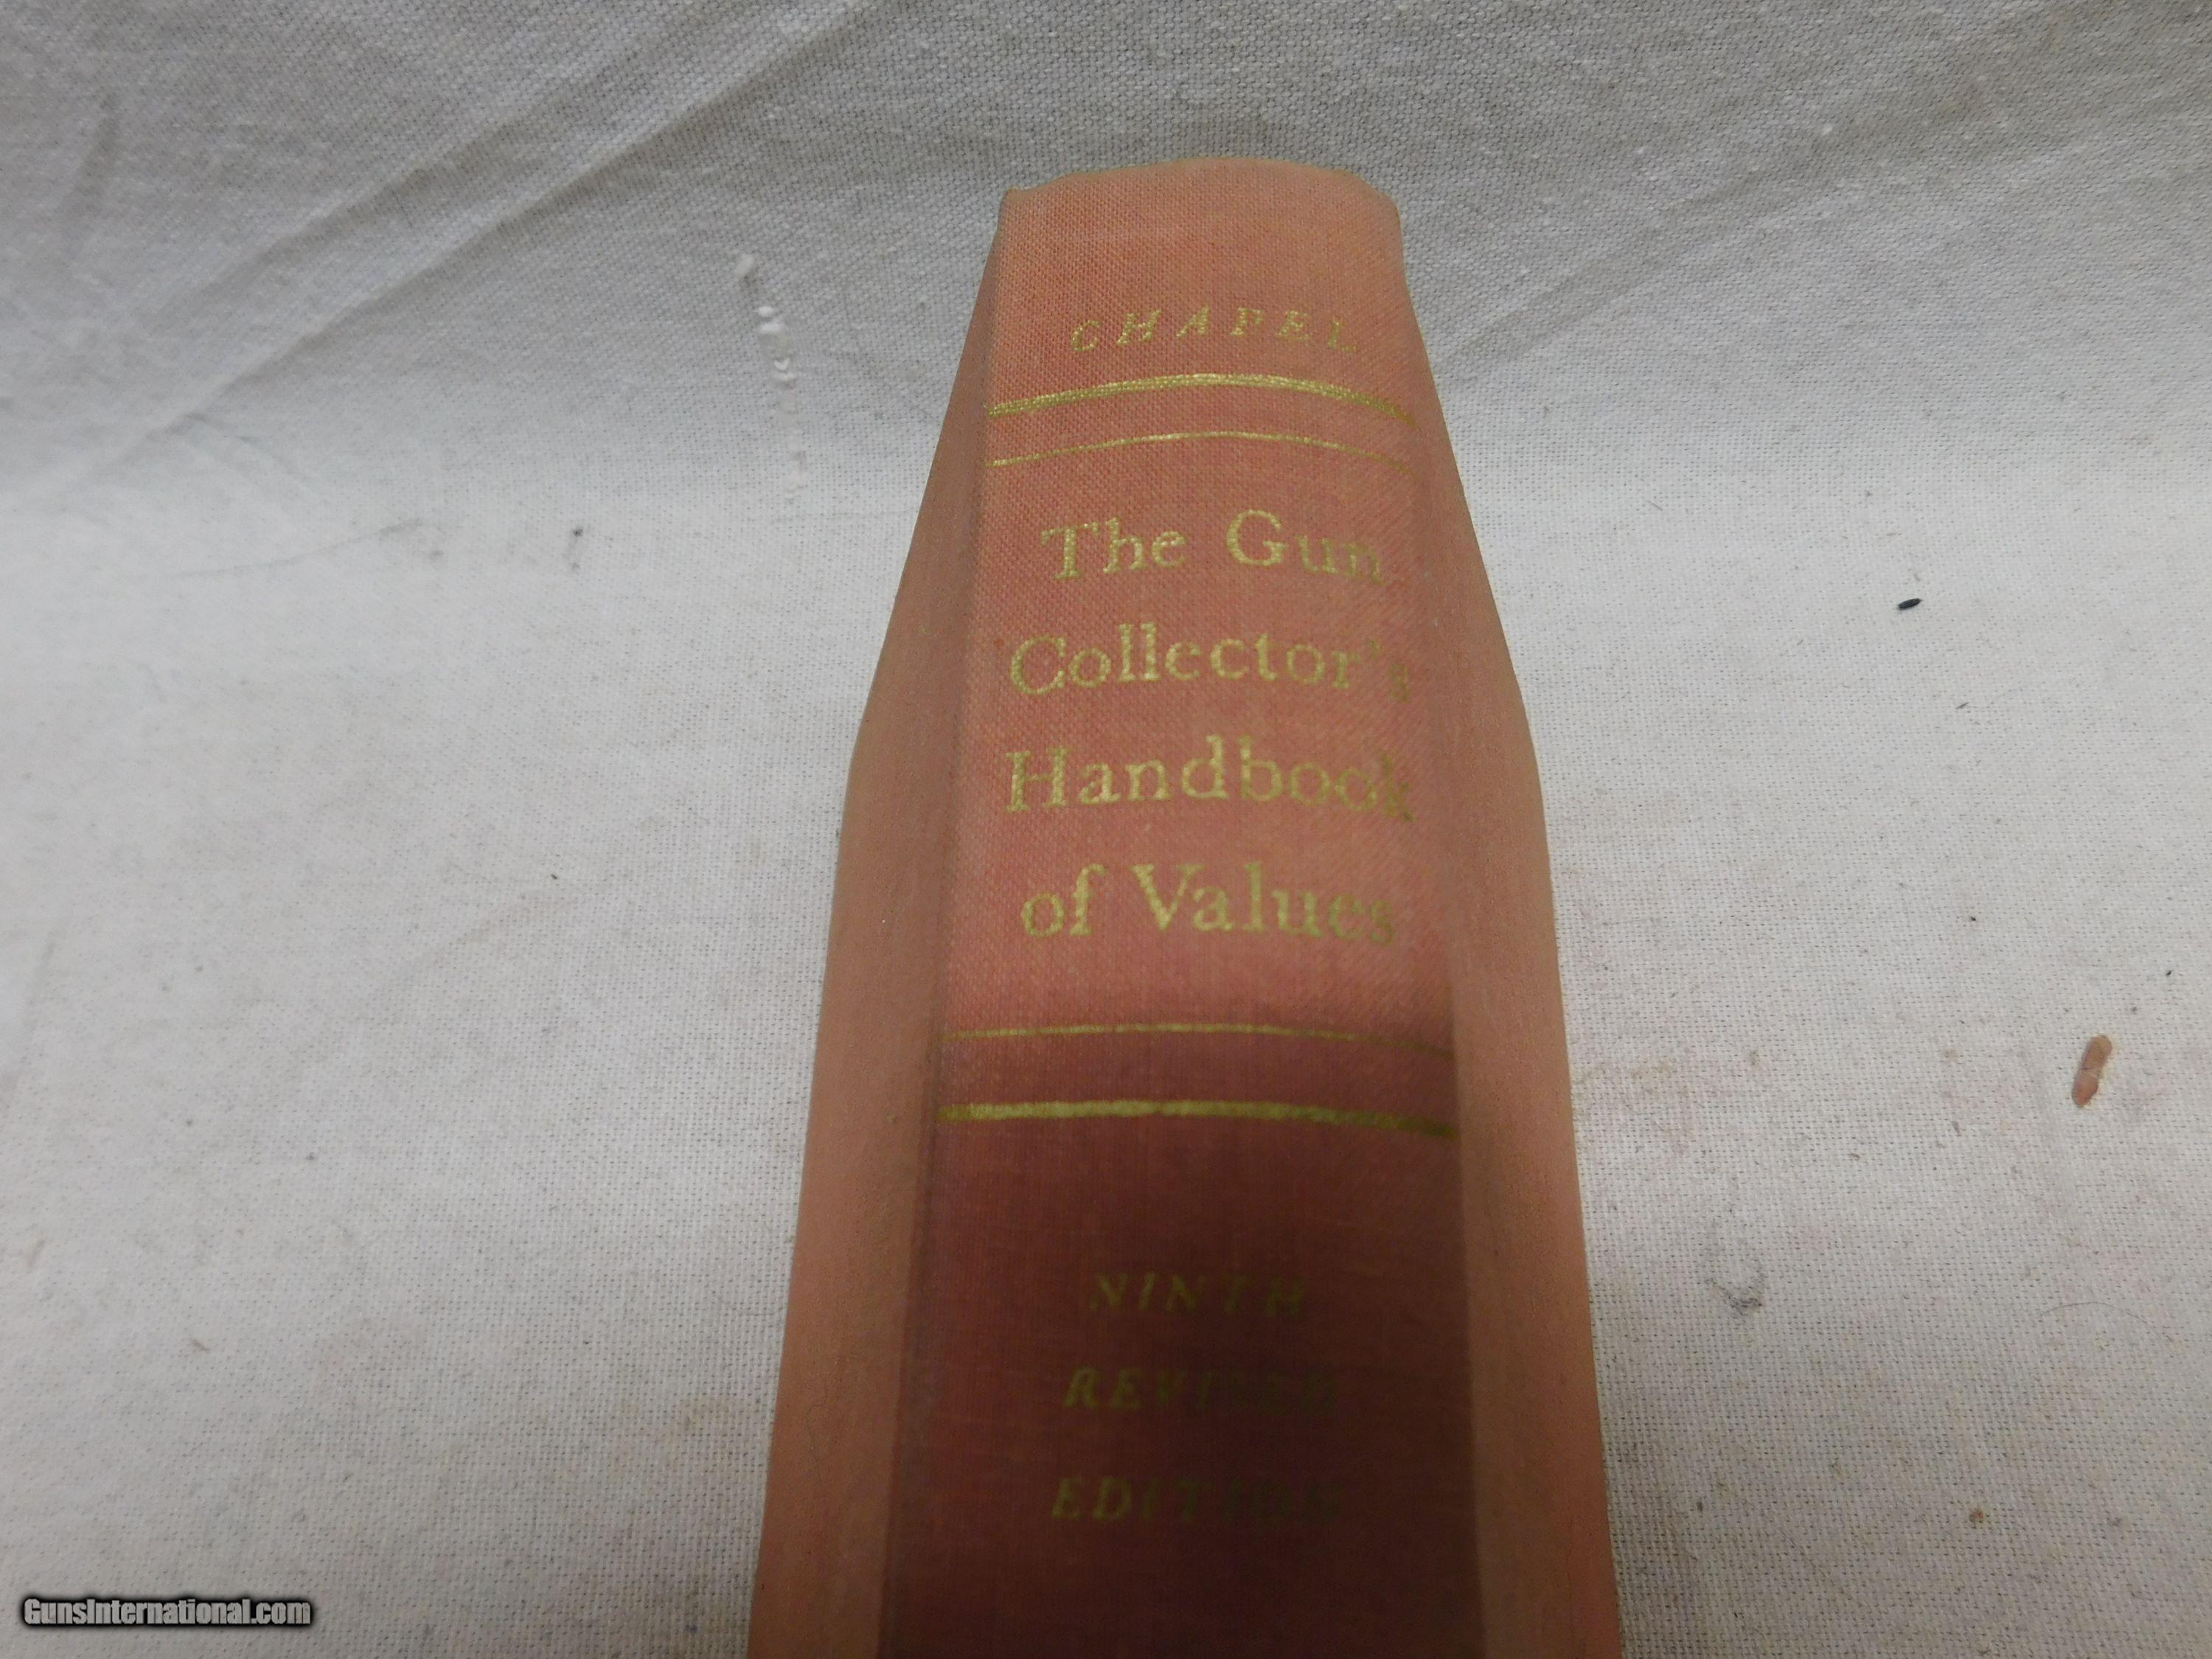 CHAPEL
The Gun
Collector's
Handbook
of Values
NINTH
REVISED
EDITION
GunsInternational.com